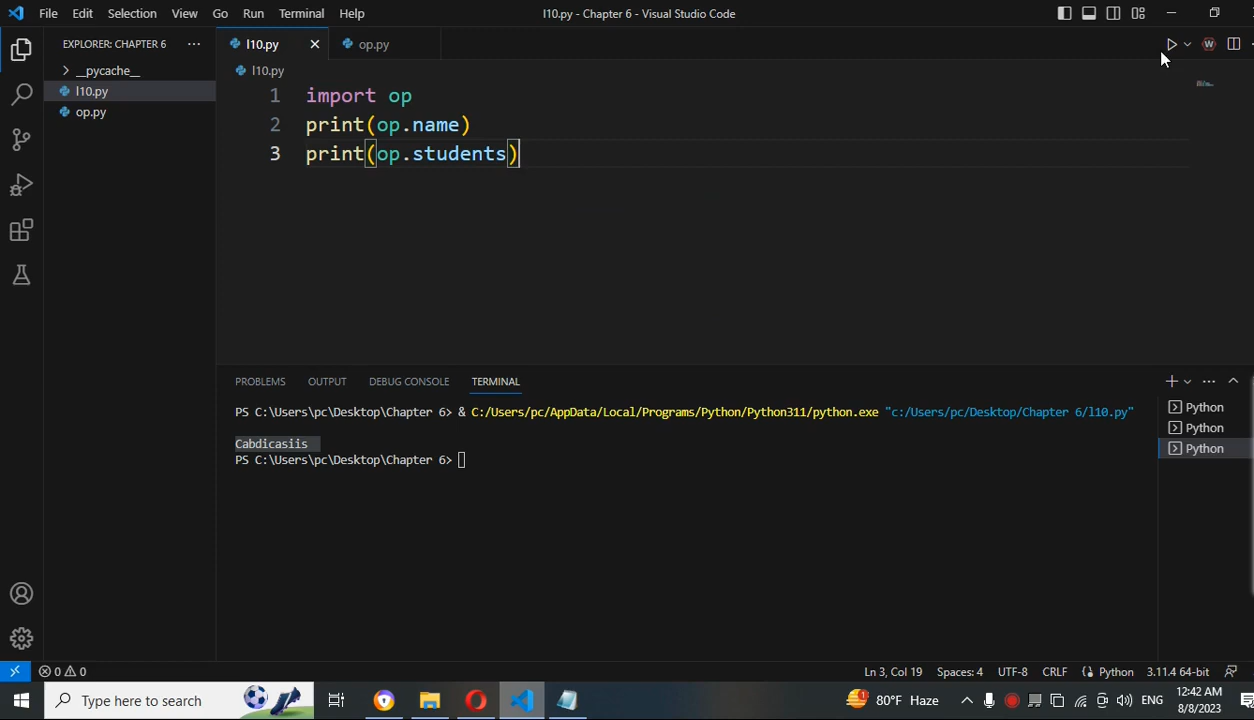 File Edit Selection View Go Run Terminal Help
l10.py - Chapter 6 - Visual Studio Code
EXPLORER: CHAPTER 6
__pycache__
l10.py
op.py
l10.py
op.py
l10.py
1 import op
2 print(op.name)
3 print(op.students)
PROBLEMS OUTPUT DEBUG CONSOLE TERMINAL
PS C:\Users\pc\Desktop\Chapter 6> & C:/Users/pc/AppData/Local/Programs/Python/Python311/python.exe "c:/Users/pc/Desktop/Chapter 6/l10.py"
Cabdicasiis
PS C:\Users\pc\Desktop\Chapter 6>
Python
Python
Python
0 0
Ln 3, Col 19 Spaces: 4 UTF-8 CRLF Python 3.11.4 64-bit
Type here to search
1 80°F Haze
ENG
12:42 AM
8/8/2023